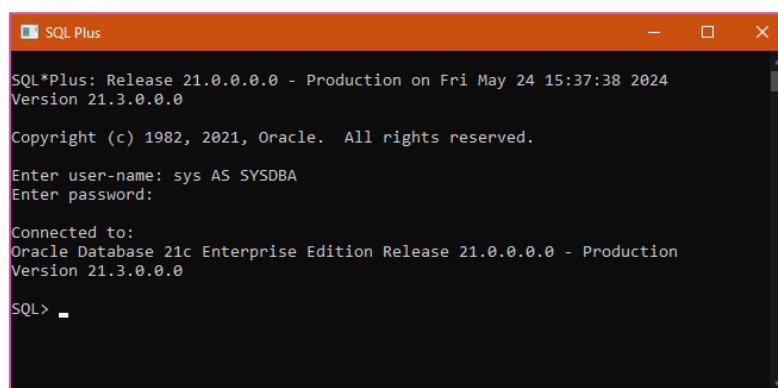 SQL Plus
SQL*Plus: Release 21.0.0.0.0 - Production on Fri May 24 15:37:38 2024
Version 21.3.0.0.0
Copyright (c) 1982, 2021, Oracle.  All rights reserved.
Enter user-name: sys AS SYSDBA
Enter password:
Connected to:
Oracle Database 21c Enterprise Edition Release 21.0.0.0.0 - Production
Version 21.3.0.0.0
SQL> _